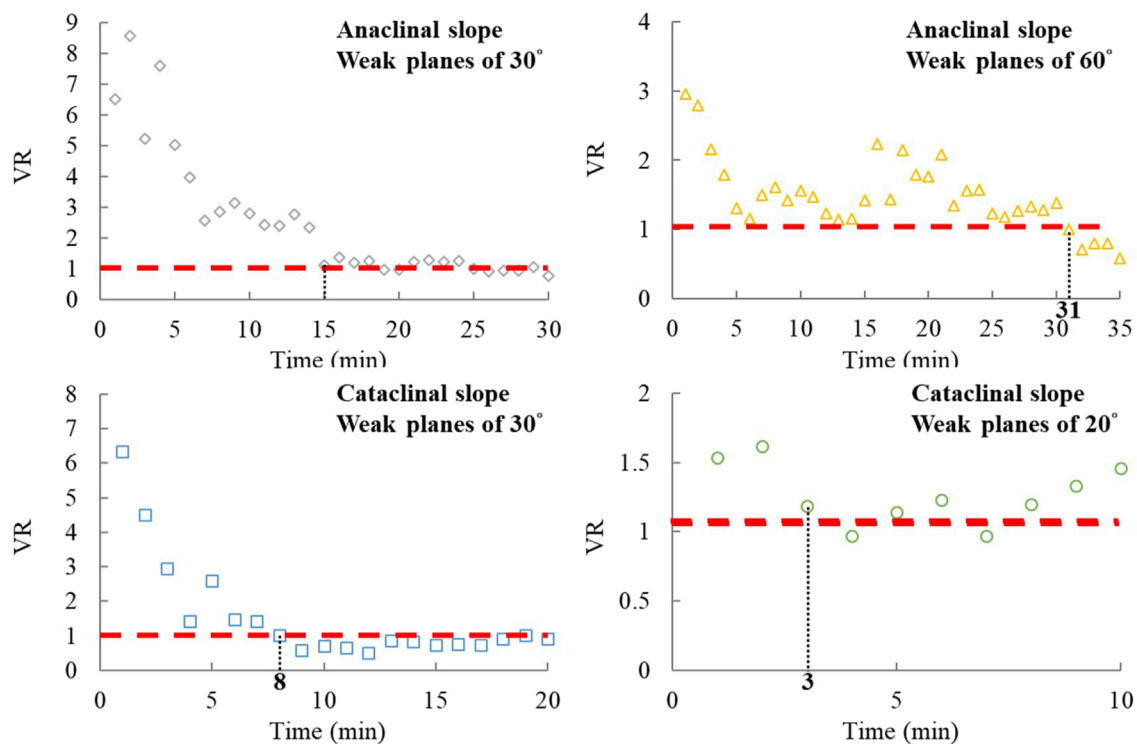 Anaclinal slope
Weak planes of 30°
VR
9
8
7
6
5
4
3
2
1
0
0 5 10 15 20 25 30
Time (min)
Anaclinal slope
Weak planes of 60°
VR
4
3
2
1
0
0 5 10 15 20 25 30 35
31
Time (min)
Cataclinal slope
Weak planes of 30°
VR
8
7
6
5
4
3
2
1
0
0 5 10 15 20
8
Time (min)
Cataclinal slope
Weak planes of 20°
VR
2
1.5
1
0.5
0
0 5 10
3
Time (min)